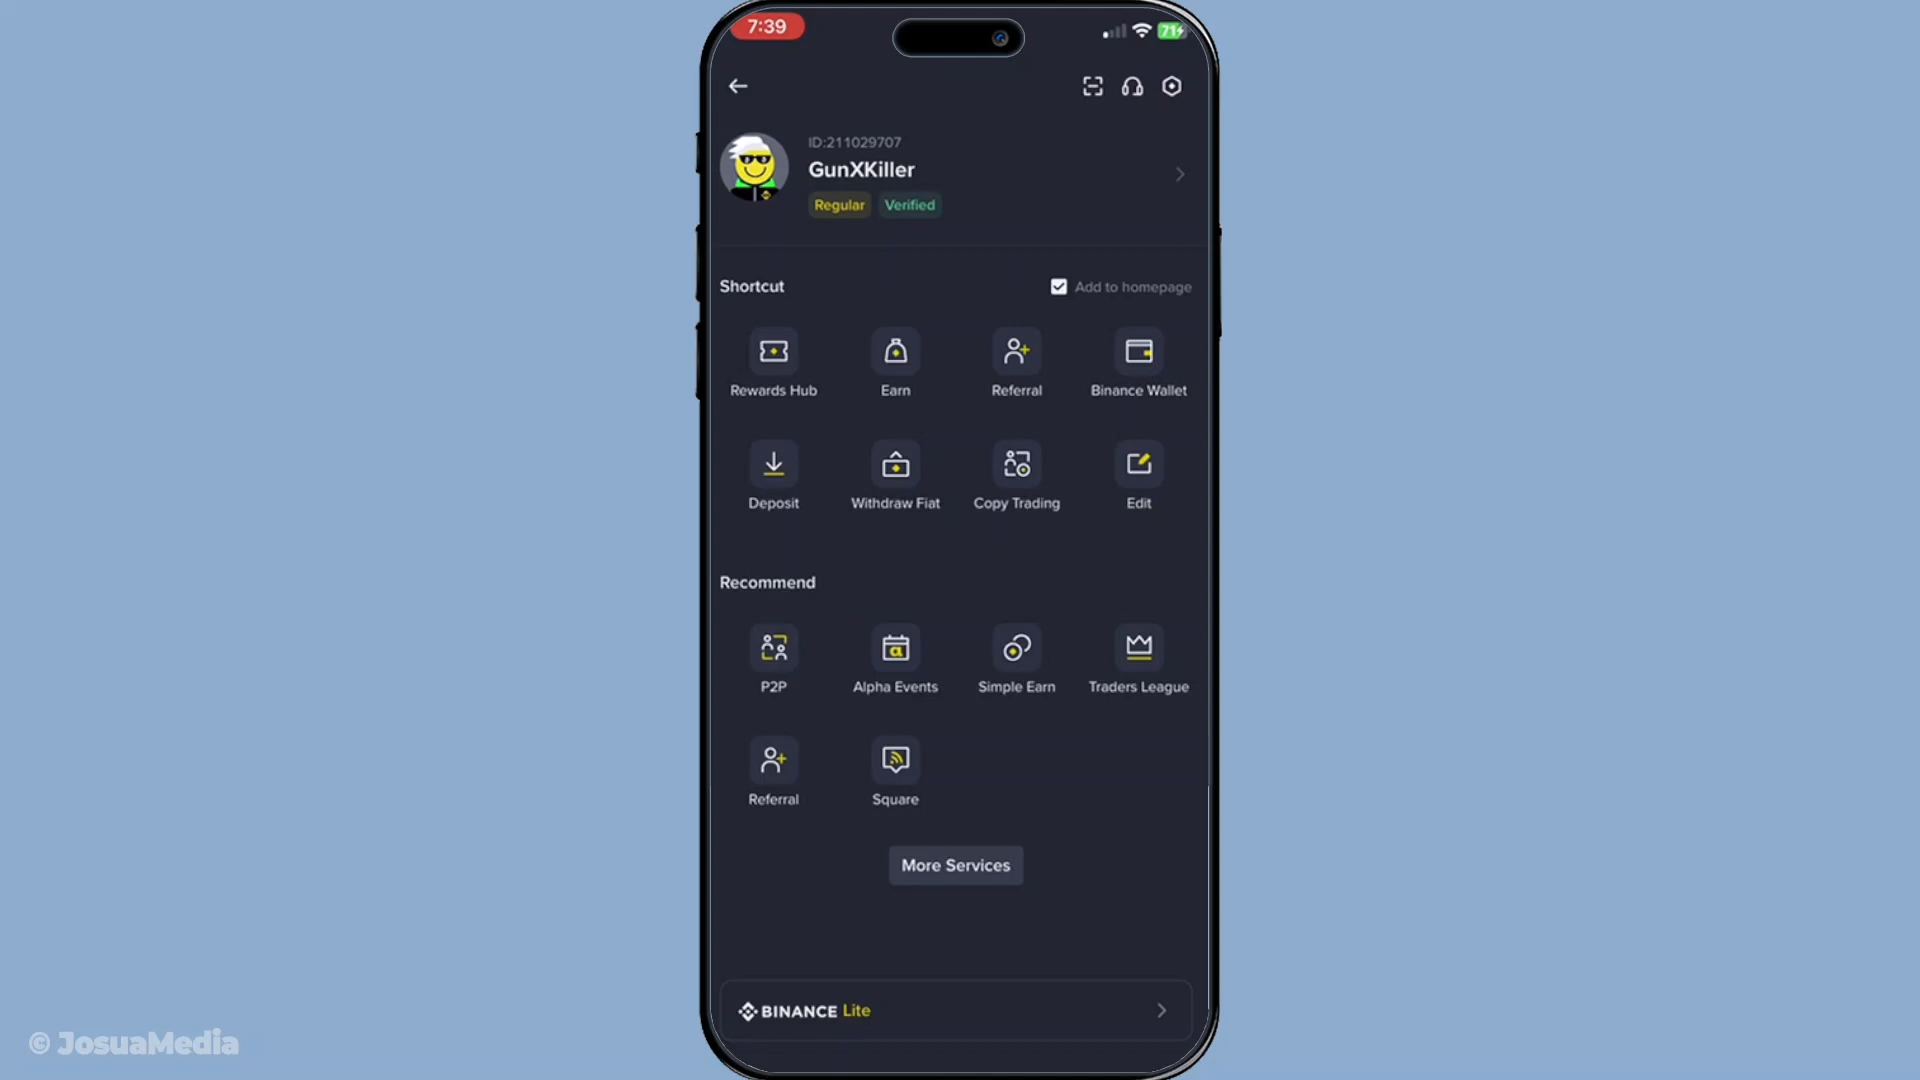 7:39
71
ID:211029707
GunXKiller
Regular Verified
Shortcut
Add to homepage
Rewards Hub Earn Referral Binance Wallet
Deposit Withdraw Fiat Copy Trading Edit
Recommend
P2P Alpha Events Simple Earn Traders League
Referral Square
More Services
BINANCE Lite
© JosuaMedia